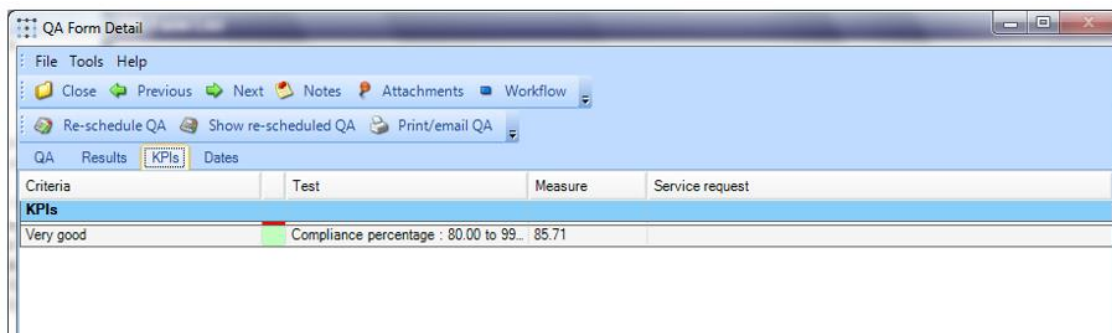 QA Form Detail
File Tools Help
Close Previous Next Notes Attachments Workflow
Re-schedule QA Show re-scheduled QA Print/email QA
QA Results KPIs Dates
Criteria Test Measure Service request
KPIs
Very good Compliance percentage : 80.00 to 99... 85.71